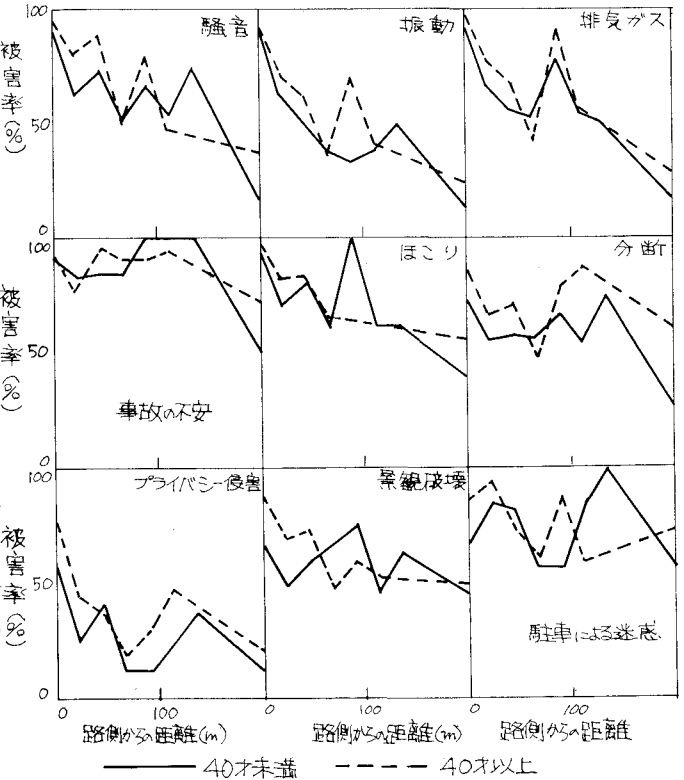 100
騒音
振動
排気ガス
被害率(%)
50
0
100
ほこり
分断
被害率(%)
50
事故の不安
0
100
プライバシー侵害
景観破壊
被害率(%)
50
駐車による迷惑
0
0 100
0 100
0 100
路側からの距離(m)
路側からの距離(m)
路側からの距離
40才未満
40才以上